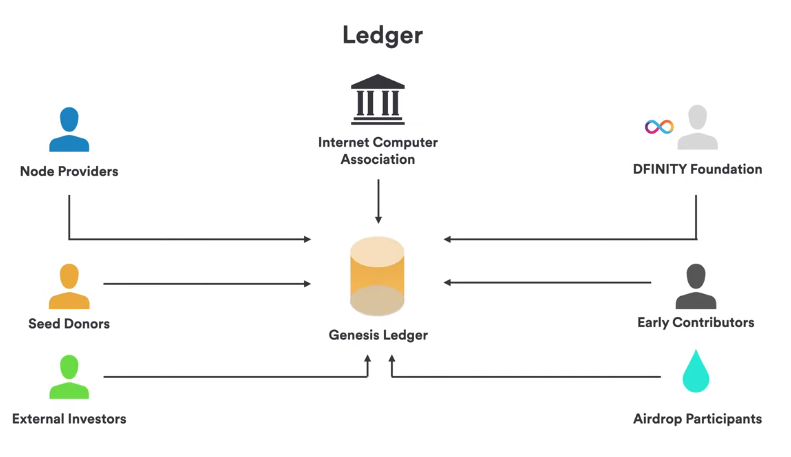 Ledger
Internet Computer
Association
Node Providers
DFINITY Foundation
Seed Donors
Genesis Ledger
Early Contributors
External Investors
Airdrop Participants